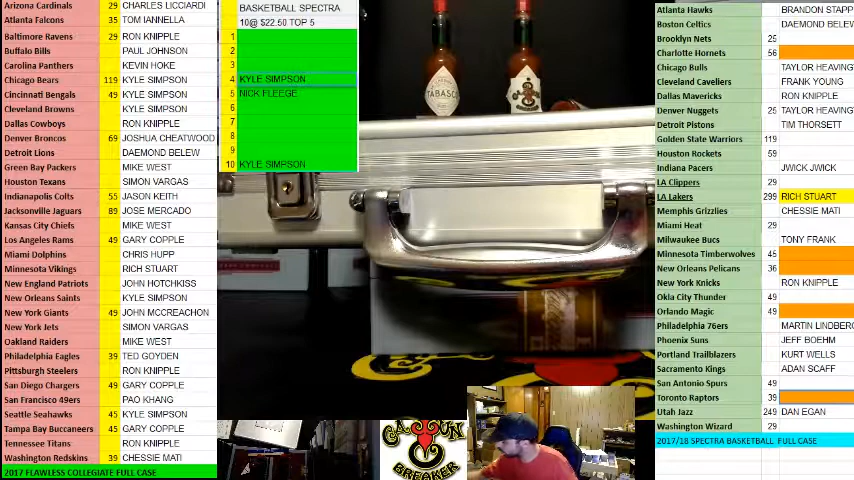 Arizona Cardinals 29 CHARLES LICCIARDI
Atlanta Falcons 35 TOM IANNELLA
Baltimore Ravens 29 RON KNIPPLE
Buffalo Bills PAUL JOHNSON
Carolina Panthers KEVIN HOKE
Chicago Bears 119 KYLE SIMPSON
Cincinnati Bengals 49 KYLE SIMPSON
Cleveland Browns KYLE SIMPSON
Dallas Cowboys RON KNIPPLE
Denver Broncos 69 JOSHUA CHEATWOOD
Detroit Lions DAEMOND BELEW
Green Bay Packers MIKE WEST
Houston Texans SIMON VARGAS
Indianapolis Colts 55 JASON KEITH
Jacksonville Jaguars 89 JOSE MERCADO
Kansas City Chiefs MIKE WEST
Los Angeles Rams 49 GARY COPPLE
Miami Dolphins CHRIS HUPP
Minnesota Vikings RICH STUART
New England Patriots JOHN HOTCHKISS
New Orleans Saints KYLE SIMPSON
New York Giants 49 JOHN MCCREACHON
New York Jets SIMON VARGAS
Oakland Raiders MIKE WEST
Philadelphia Eagles 39 TED GOYDEN
Pittsburgh Steelers RON KNIPPLE
San Diego Chargers 49 GARY COPPLE
San Francisco 49ers PAO KHANG
Seattle Seahawks 45 KYLE SIMPSON
Tampa Bay Buccaneers 45 GARY COPPLE
Tennessee Titans RON KNIPPLE
Washington Redskins 39 CHESSIE MATI
2017 FLAWLESS COLLEGIATE FULL CASE
BASKETBALL SPECTRA
10@ $22.50 TOP 5
1
2
3
4 KYLE SIMPSON
5 NICK FLEEGE
6
7
8
9
10 KYLE SIMPSON
TABASCO
CAJUN
BREAKER
Atlanta Hawks BRANDON STAPP
Boston Celtics DAEMOND BELEW
Brooklyn Nets 25
Charlotte Hornets 56
Chicago Bulls TAYLOR HEAVING
Cleveland Caveliers FRANK YOUNG
Dallas Mavericks RON KNIPPLE
Denver Nuggets 25 TAYLOR HEAVING
Detroit Pistons TIM THORSETT
Golden State Warriors 119
Houston Rockets 59
Indiana Pacers JWICK JWICK
LA Clippers 29
LA Lakers 299 RICH STUART
Memphis Grizzlies CHESSIE MATI
Miami Heat 29
Milwaukee Bucs TONY FRANK
Minnesota Timberwolves 45
New Orleans Pelicans 36
New York Knicks RON KNIPPLE
Okla City Thunder 49
Orlando Magic 49
Philadelphia 76ers MARTIN LINDBERG
Phoenix Suns JEFF BOEHM
Portland Trailblazers KURT WELLS
Sacramento Kings ADAN SCAFF
San Antonio Spurs 49
Toronto Raptors 39
Utah Jazz 249 DAN EGAN
Washington Wizard 29
2017/18 SPECTRA BASKETBALL FULL CASE